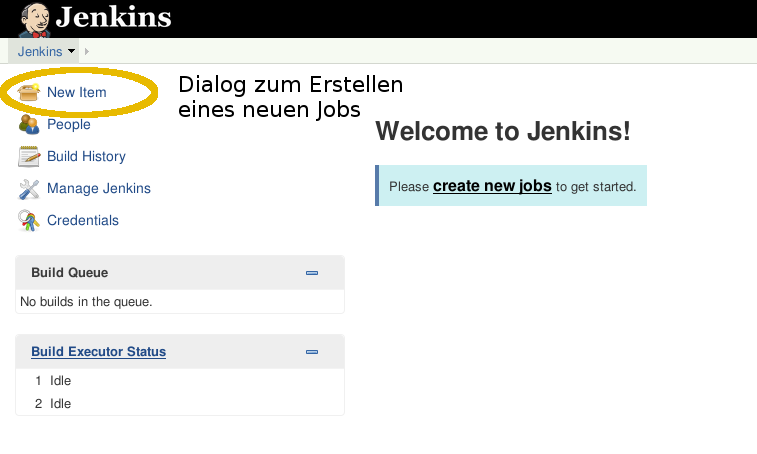 Jenkins
Jenkins
New Item
Dialog zum Erstellen
eines neuen Jobs
People
Build History
Manage Jenkins
Credentials
Welcome to Jenkins!
Please create new jobs to get started.
Build Queue
No builds in the queue.
Build Executor Status
1 Idle
2 Idle